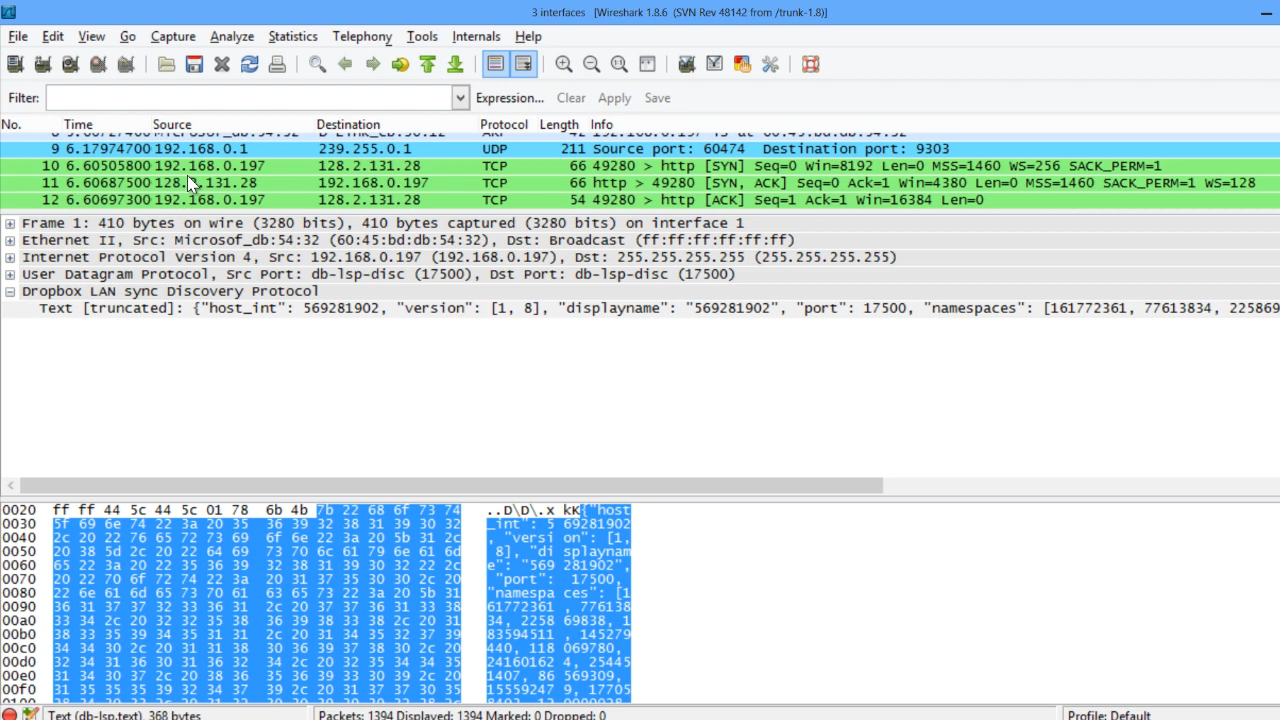 3 interfaces [Wireshark 1.8.6 (SVN Rev 48142 from /trunk-1.8)]
File Edit View Go Capture Analyze Statistics Telephony Tools Internals Help
Filter: Expression... Clear Apply Save
No. Time Source Destination Protocol Length Info
9 6.17974700 192.168.0.1 239.255.0.1 UDP 211 Source port: 60474 Destination port: 9303
10 6.60505800 192.168.0.197 128.2.131.28 TCP 66 49280 > http [SYN] Seq=0 Win=8192 Len=0 MSS=1460 WS=256 SACK_PERM=1
11 6.60687500 128. 131.28 192.168.0.197 TCP 66 http > 49280 [SYN, ACK] Seq=0 Ack=1 Win=4380 Len=0 MSS=1460 SACK_PERM=1 WS=128
12 6.60697300 192.168.0.197 128.2.131.28 TCP 54 49280 > http [ACK] Seq=1 Ack=1 Win=16384 Len=0
Frame 1: 410 bytes on wire (3280 bits), 410 bytes captured (3280 bits) on interface 1
Ethernet II, Src: Microsof_db:54:32 (60:45:bd:db:54:32), Dst: Broadcast (ff:ff:ff:ff:ff:ff)
Internet Protocol Version 4, Src: 192.168.0.197 (192.168.0.197), Dst: 255.255.255.255 (255.255.255.255)
User Datagram Protocol, Src Port: db-lsp-disc (17500), Dst Port: db-lsp-disc (17500)
Dropbox LAN sync Discovery Protocol
Text [truncated]: {"host_int": 569281902, "version": [1, 8], "displayname": "569281902", "port": 17500, "namespaces": [161772361, 77613834, 225869
0020 ff ff 44 5c 44 5c 01 78 6b 4b 7b 22 68 6f 73 74 ..D\D\.x kK{"host
0030 5f 69 6e 74 22 3a 20 35 36 39 32 38 31 39 30 32 _int": 5 69281902
0040 2c 20 22 76 65 72 73 69 6f 6e 22 3a 20 5b 31 2c , "versi on": [1,
0050 20 38 5d 2c 20 22 64 69 73 70 6c 61 79 6e 61 6d 8], "di splaynam
0060 65 22 3a 20 22 35 36 39 32 38 31 39 30 32 22 2c e": "569 281902",
0070 20 22 70 6f 72 74 22 3a 20 31 37 35 30 30 2c 20 "port": 17500,
0080 22 6e 61 6d 65 73 70 61 63 65 73 22 3a 20 5b 31 "namespa ces": [1
0090 36 31 37 37 32 33 36 31 2c 20 37 37 36 31 33 38 61772361 , 776138
00a0 33 34 2c 20 32 32 35 38 36 39 38 33 38 2c 20 31 34, 2258 69838, 1
00b0 38 33 35 39 34 35 31 31 2c 20 31 34 35 32 37 39 83594511 , 145279
00c0 34 34 30 2c 20 31 31 38 30 36 39 37 38 30 2c 20 440, 118 069780,
00d0 32 34 31 36 30 31 36 32 34 2c 20 32 35 34 34 35 24160162 4, 25445
00e0 31 34 30 37 2c 20 38 36 35 36 39 33 30 39 2c 20 1407, 86 569309,
00f0 31 35 35 35 39 32 34 37 39 2c 20 31 37 37 30 35 15559247 9, 17705
Text (db-lsp.text), 368 bytes Packets: 1394 Displayed: 1394 Marked: 0 Dropped: 0 Profile: Default